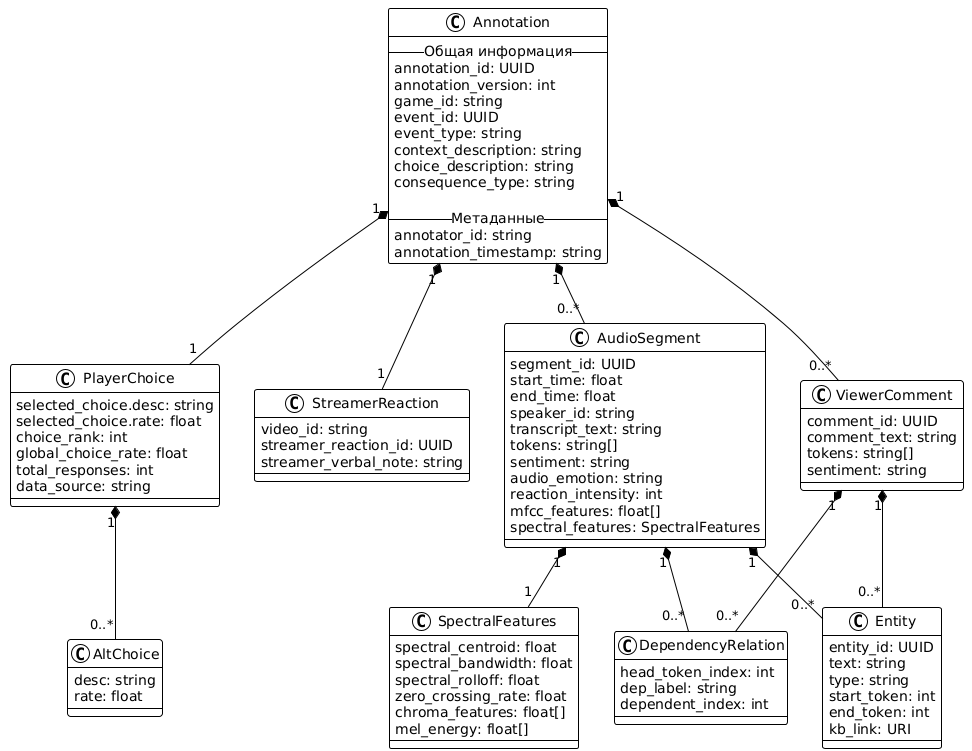 C Annotation
Общая информация
annotation_id: UUID
annotation_version: int
game_id: string
event_id: UUID
event_type: string
context_description: string
choice_description: string
consequence_type: string
Метаданные
annotator_id: string
annotation_timestamp: string
1
1
1
1
1
1
0..*
0..*
C PlayerChoice
selected_choice.desc: string
selected_choice.rate: float
choice_rank: int
global_choice_rate: float
total_responses: int
data_source: string
C StreamerReaction
video_id: string
streamer_reaction_id: UUID
streamer_verbal_note: string
C AudioSegment
segment_id: UUID
start_time: float
end_time: float
speaker_id: string
transcript_text: string
tokens: string[]
sentiment: string
audio_emotion: string
reaction_intensity: int
mfcc_features: float[]
spectral_features: SpectralFeatures
C ViewerComment
comment_id: UUID
comment_text: string
tokens: string[]
sentiment: string
1
1
1
1
1
1
0..*
1
0..*
0..*
0..*
0..*
C AltChoice
desc: string
rate: float
C SpectralFeatures
spectral_centroid: float
spectral_bandwidth: float
spectral_rolloff: float
zero_crossing_rate: float
chroma_features: float[]
mel_energy: float[]
C DependencyRelation
head_token_index: int
dep_label: string
dependent_index: int
C Entity
entity_id: UUID
text: string
type: string
start_token: int
end_token: int
kb_link: URI